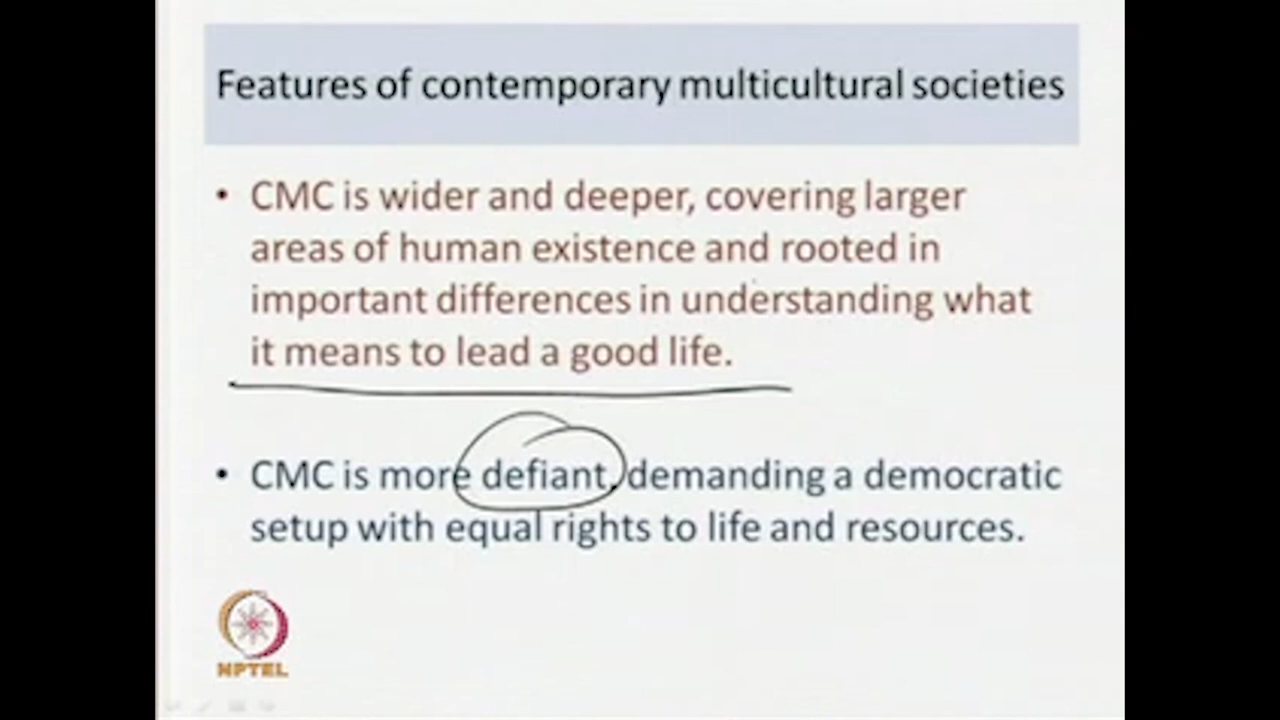 Features of contemporary multicultural societies
• CMC is wider and deeper, covering larger
areas of human existence and rooted in
important differences in understanding what
it means to lead a good life.
• CMC is more defiant, demanding a democratic
setup with equal rights to life and resources.
NPTEL